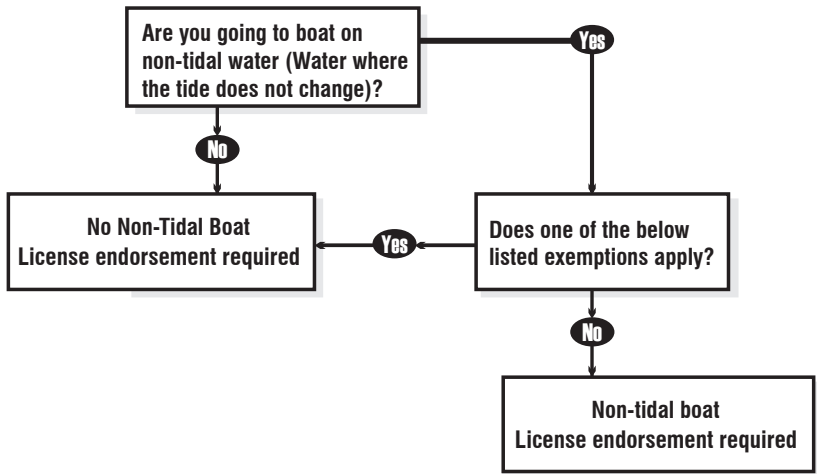 Are you going to boat on
non-tidal water (Water where
the tide does not change)?
Yes
No
No Non-Tidal Boat
License endorsement required
Yes
Does one of the below
listed exemptions apply?
No
Non-tidal boat
License endorsement required